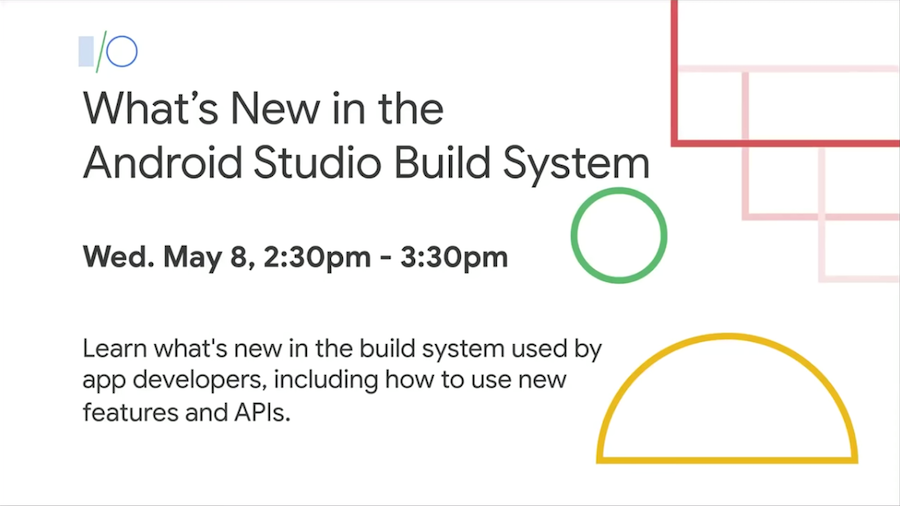 I/O
What’s New in the
Android Studio Build System
Wed. May 8, 2:30pm - 3:30pm
Learn what's new in the build system used by
app developers, including how to use new
features and APIs.